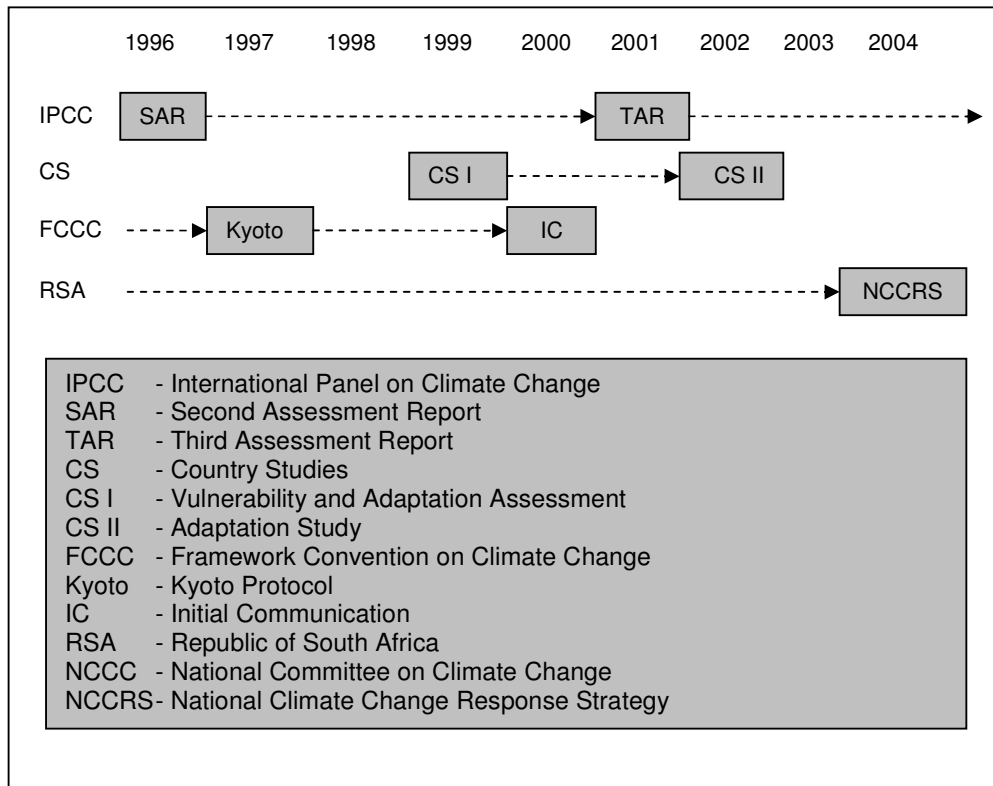 1996 1997 1998 1999 2000 2001 2002 2003 2004
IPCC SAR TAR
CS CS I CS II
FCCC Kyoto IC
RSA NCCRS
IPCC - International Panel on Climate Change
SAR - Second Assessment Report
TAR - Third Assessment Report
CS - Country Studies
CS I - Vulnerability and Adaptation Assessment
CS II - Adaptation Study
FCCC - Framework Convention on Climate Change
Kyoto - Kyoto Protocol
IC - Initial Communication
RSA - Republic of South Africa
NCCC - National Committee on Climate Change
NCCRS- National Climate Change Response Strategy